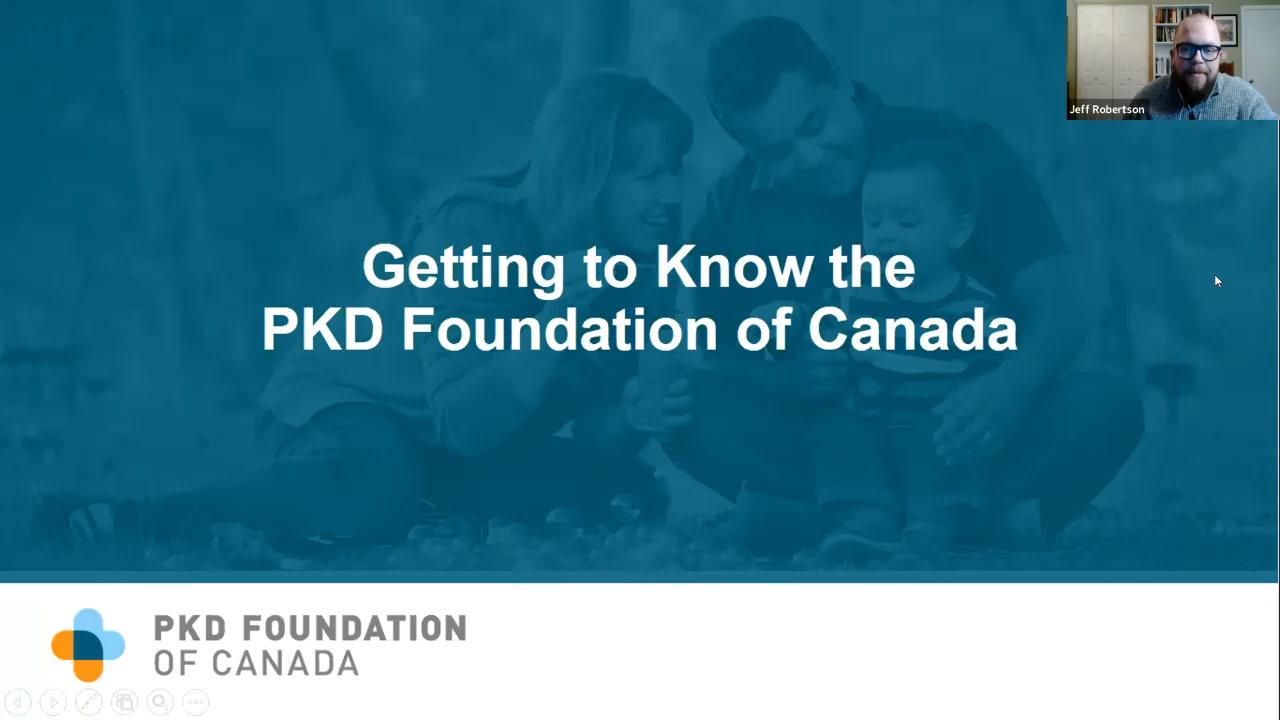 Jeff Robertson
Getting to Know the
PKD Foundation of Canada
PKD FOUNDATION
OF CANADA